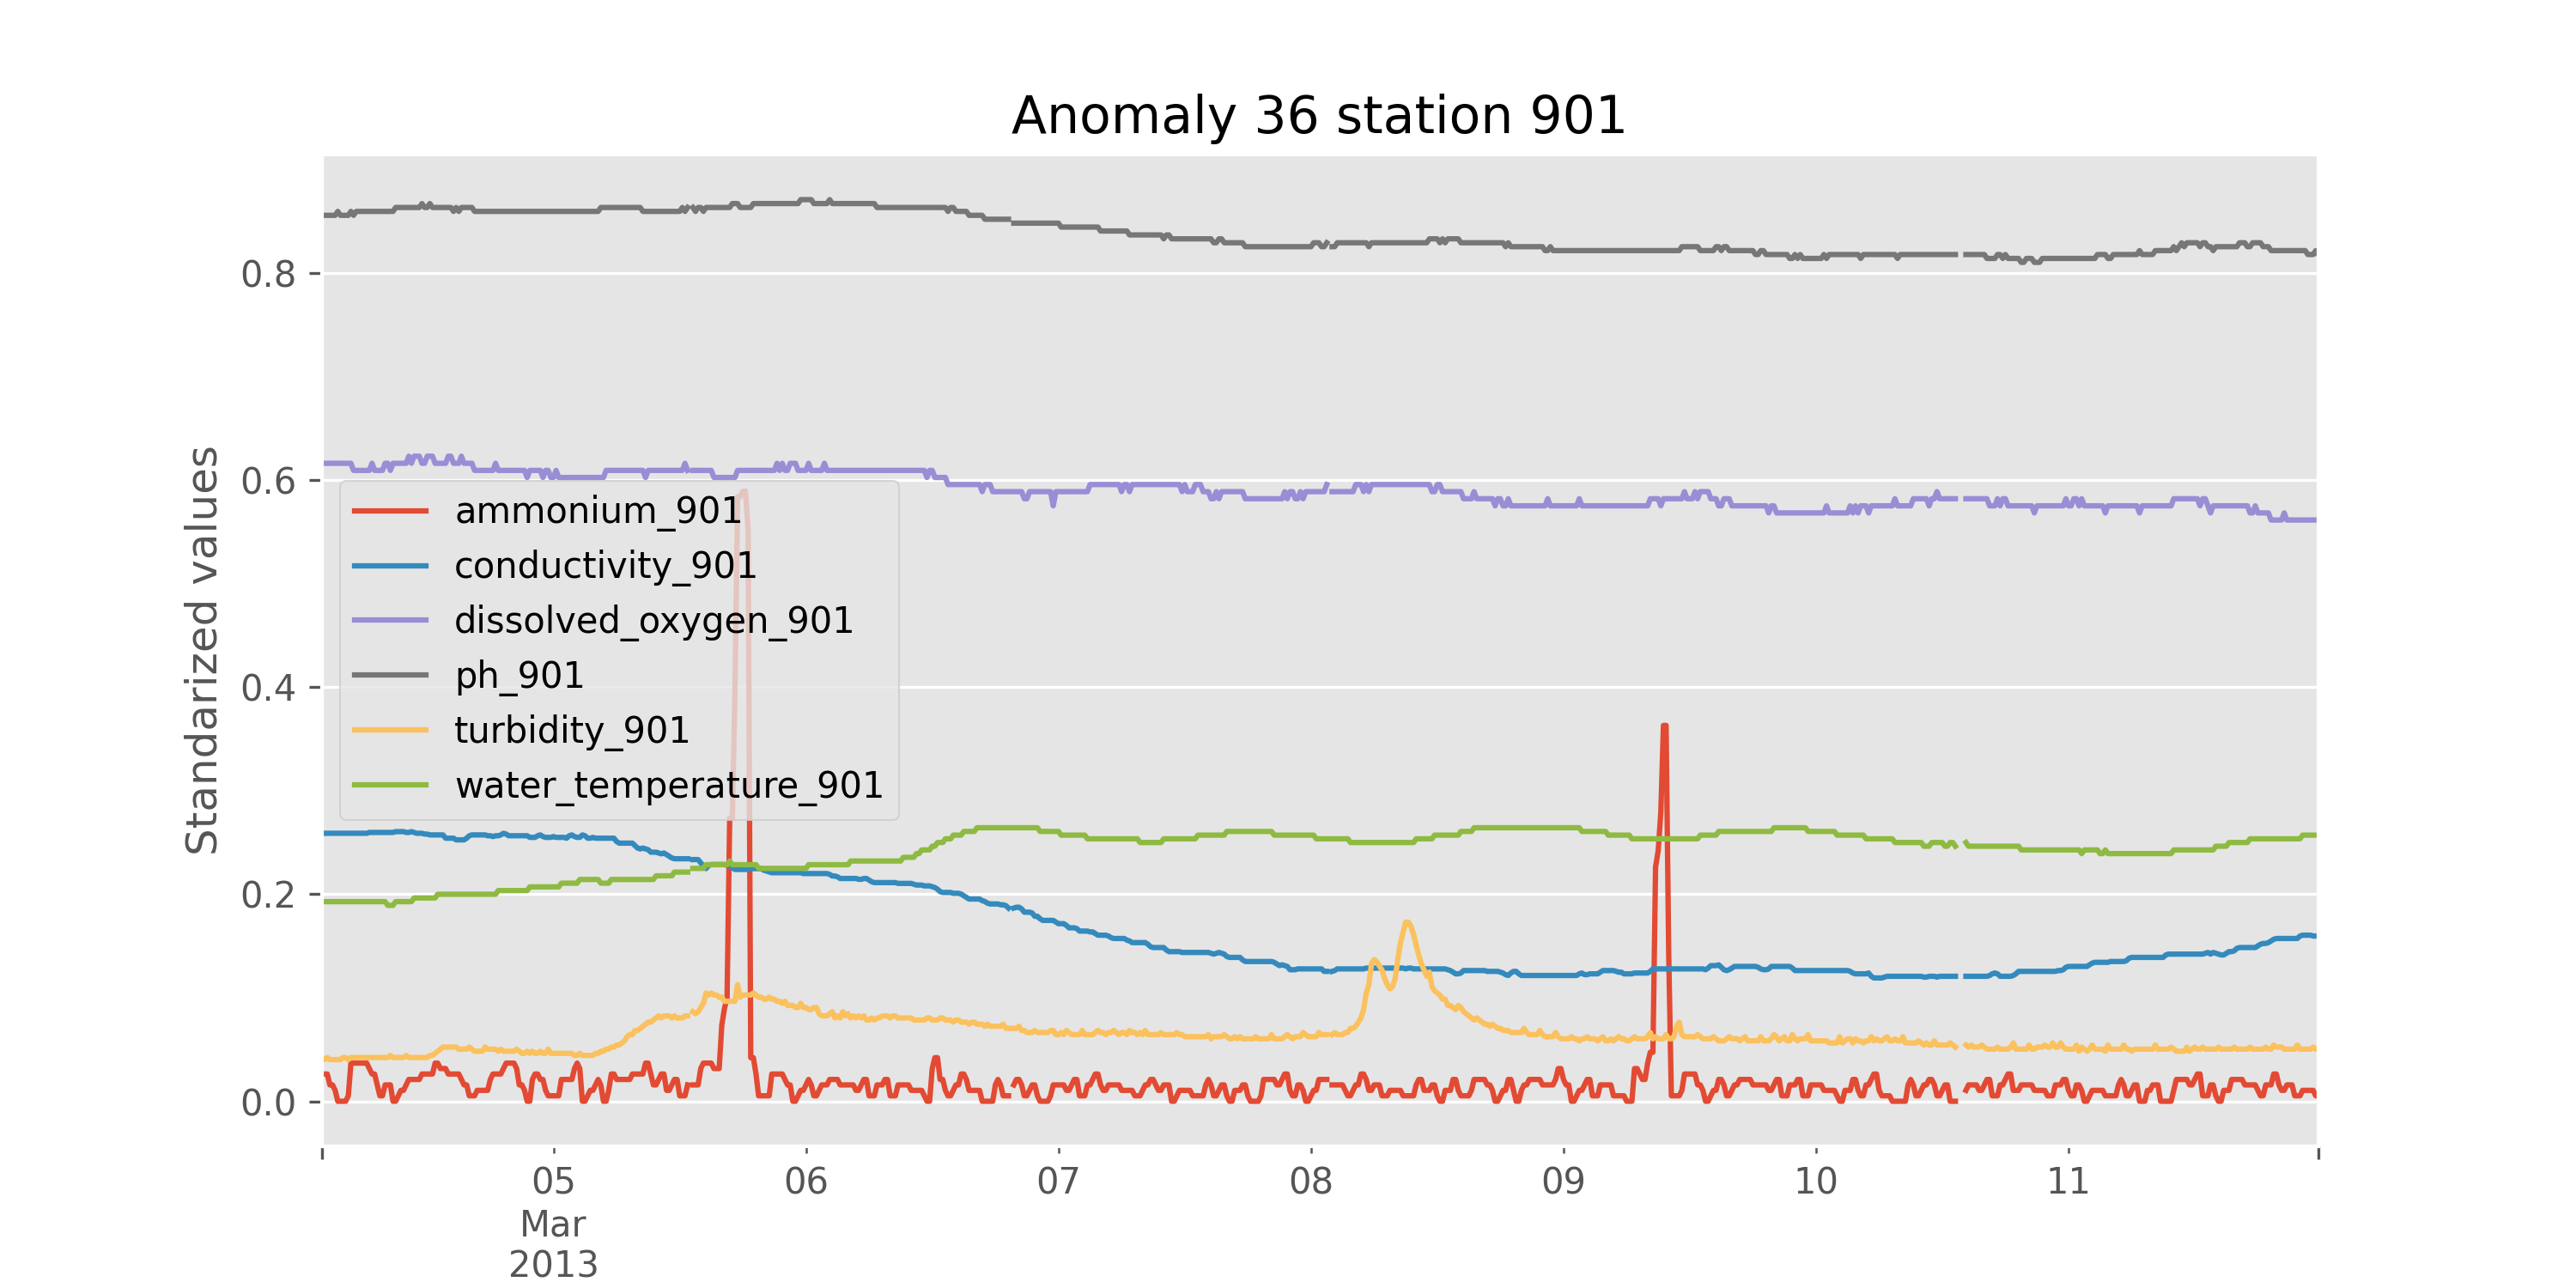 Anomaly 36 station 901
Standarized values
0.8
0.6
0.4
0.2
0.0
ammonium_901
conductivity_901
dissolved_oxygen_901
ph_901
turbidity_901
water_temperature_901
05
06
07
08
09
10
11
Mar
2013